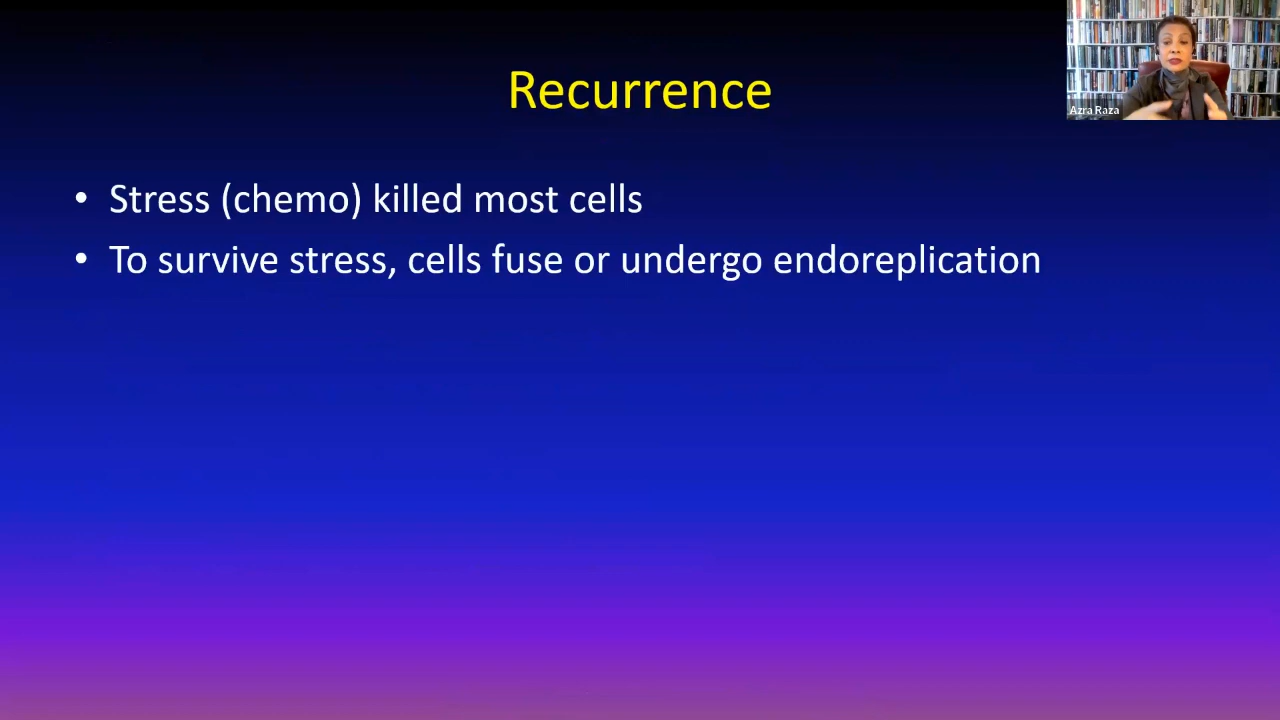 Recurrence
Azra Raza
• Stress (chemo) killed most cells
• To survive stress, cells fuse or undergo endoreplication